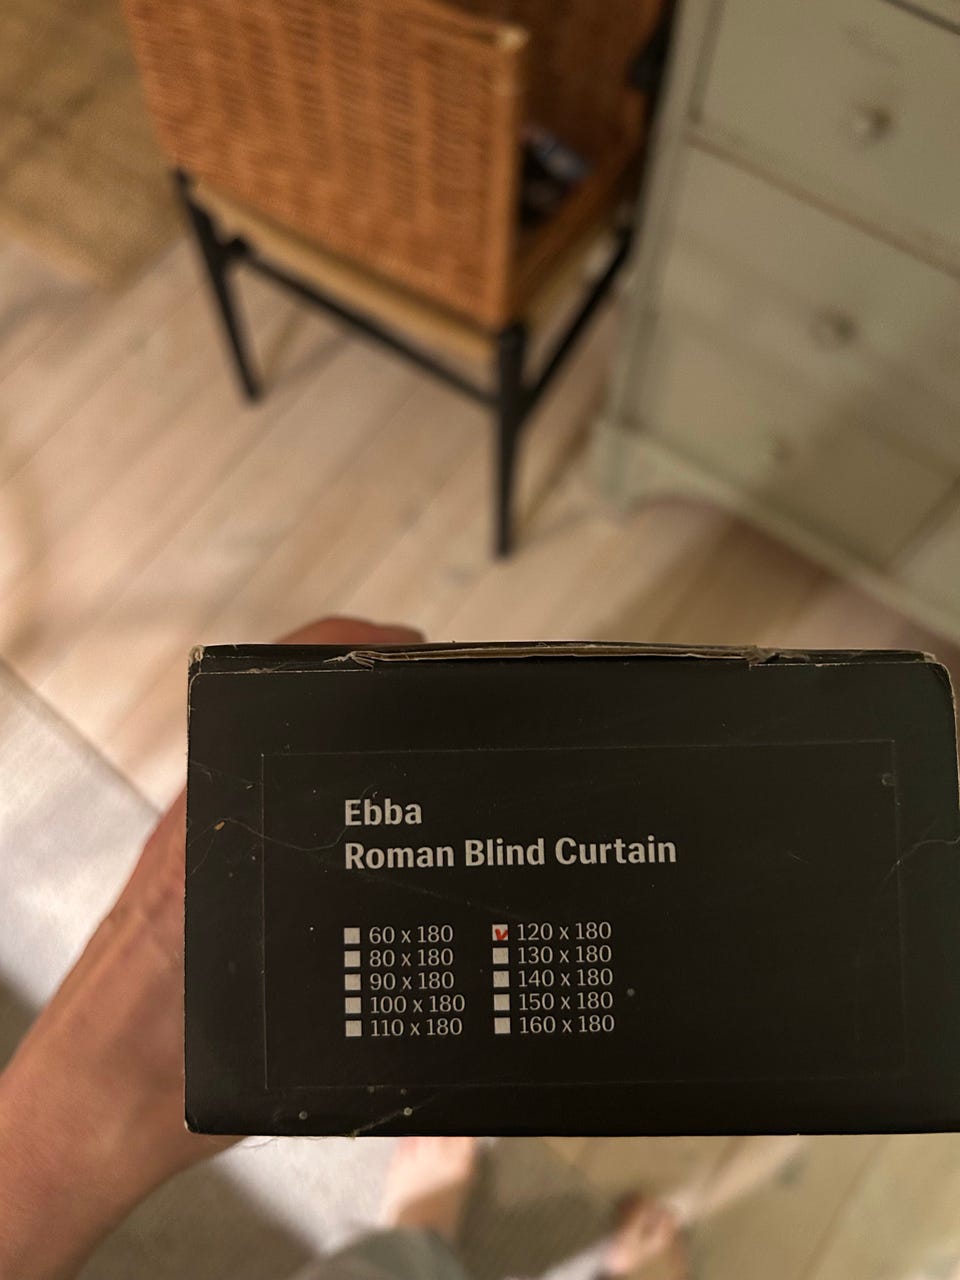 Ebba
Roman Blind Curtain
60 x 180
80 x 180
90 x 180
100 x 180
110 x 180
120 x 180
130 x 180
140 x 180
150 x 180
160 x 180